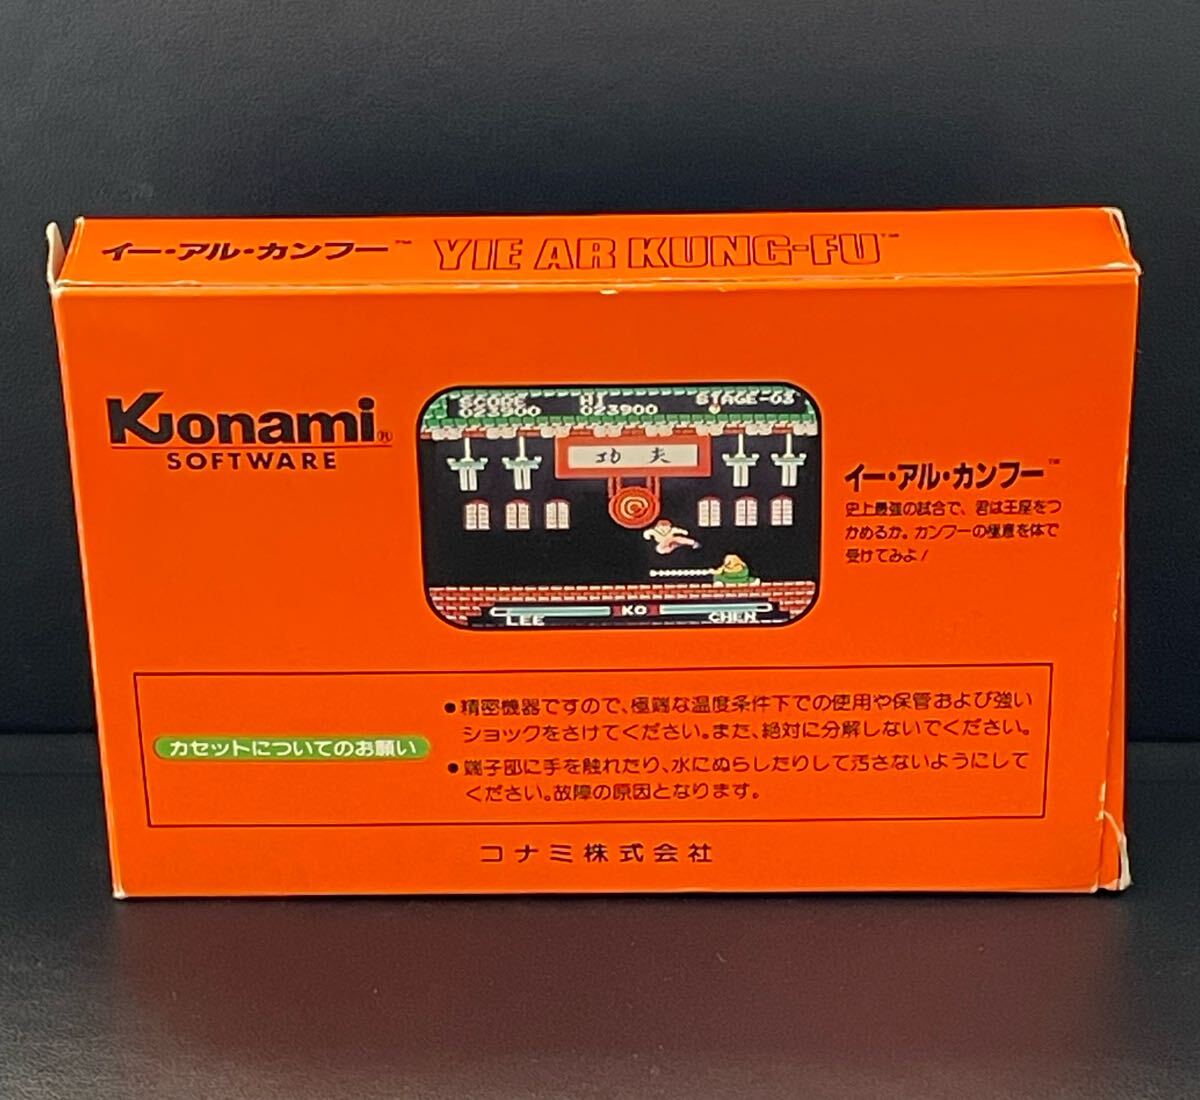 イー・アル・カンフー™ YIE AR KUNG-FU™
Konami®
SOFTWARE
SCORE HI STAGE-03
023900 023900
功夫
KO
LEE CHEN
イー・アル・カンフー™
史上最強の試合で、君は王座をつ
かめるか。カンフーの極意を体で
受けてみよ!
カセットについてのお願い
●精密機器ですので、極端な温度条件下での使用や保管および強い
ショックをさけてください。また、絶対に分解しないでください。
●端子部に手を触れたり、水にぬらしたりして汚さないようにして
ください。故障の原因となります。
コナミ株式会社